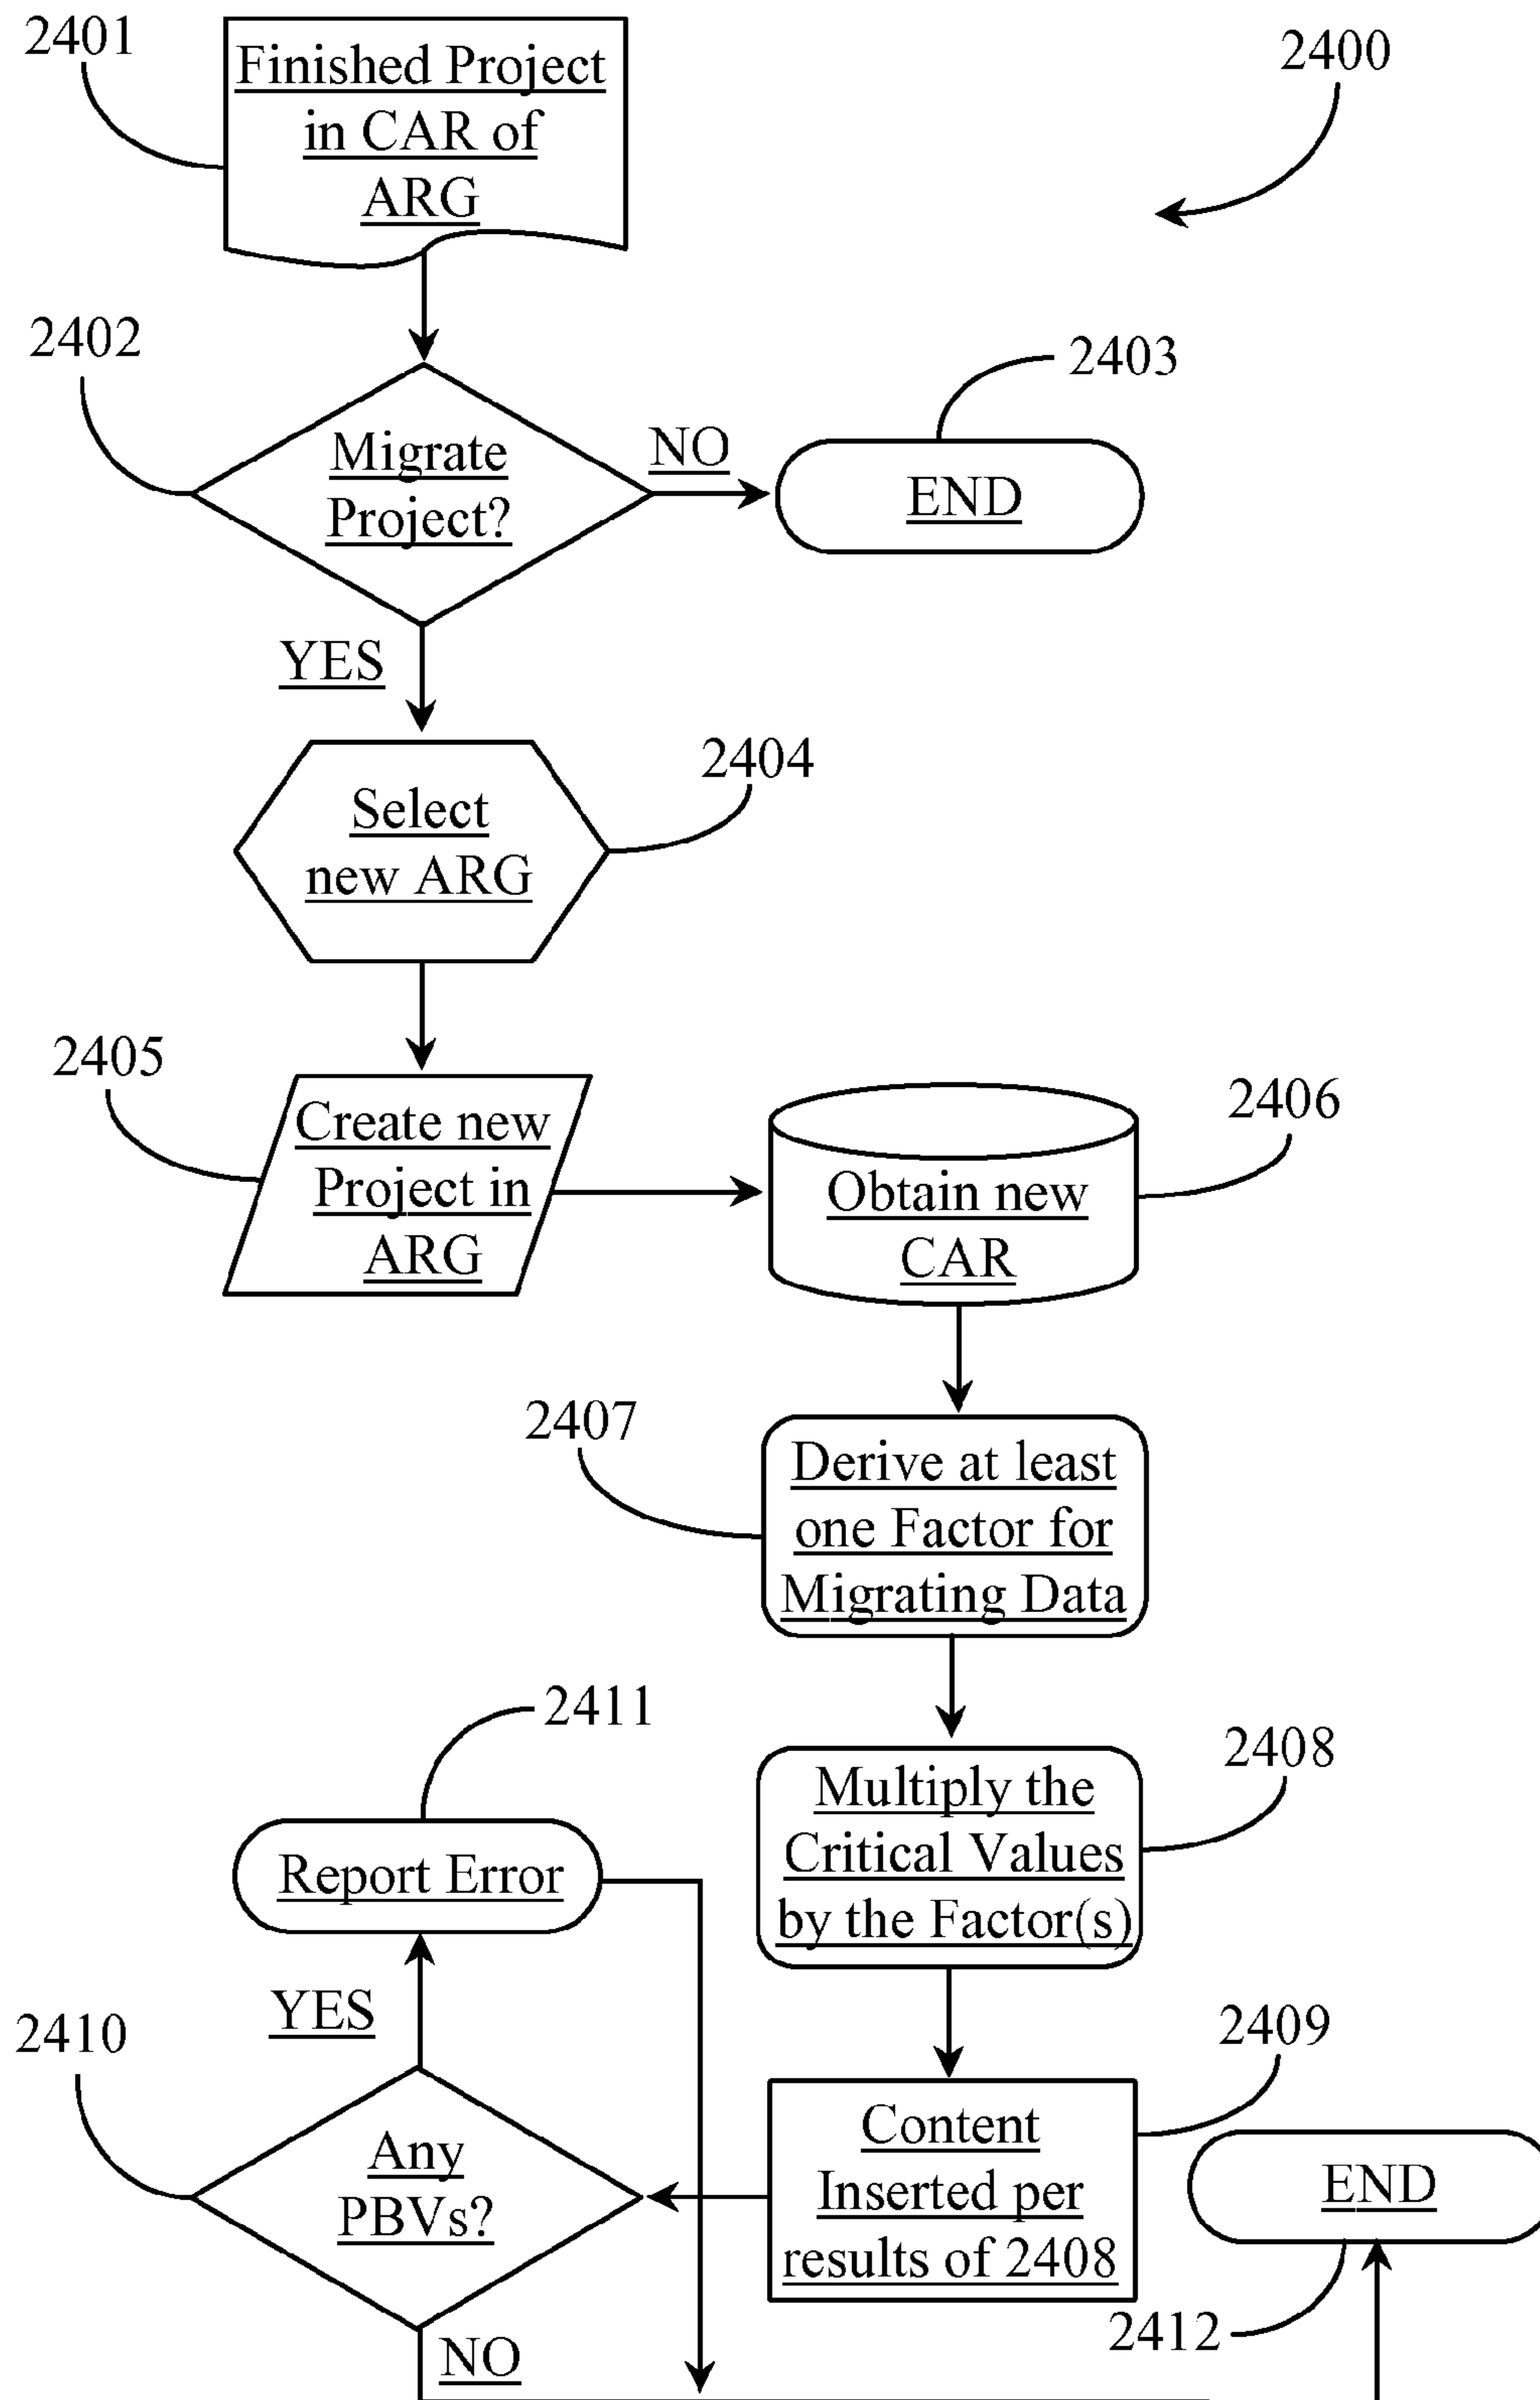 2401
2400
Finished Project
in CAR of
ARG
2402
2403
Migrate
Project?
NO
END
YES
2404
Select
new ARG
2405
2406
Create new
Project in
ARG
Obtain new
CAR
2407
Derive at least
one Factor for
Migrating Data
2411
2408
Multiply the
Critical Values
by the Factor(s)
Report Error
YES
2410
2409
Content
Inserted per
results of 2408
Any
PBVs?
END
2412
NO